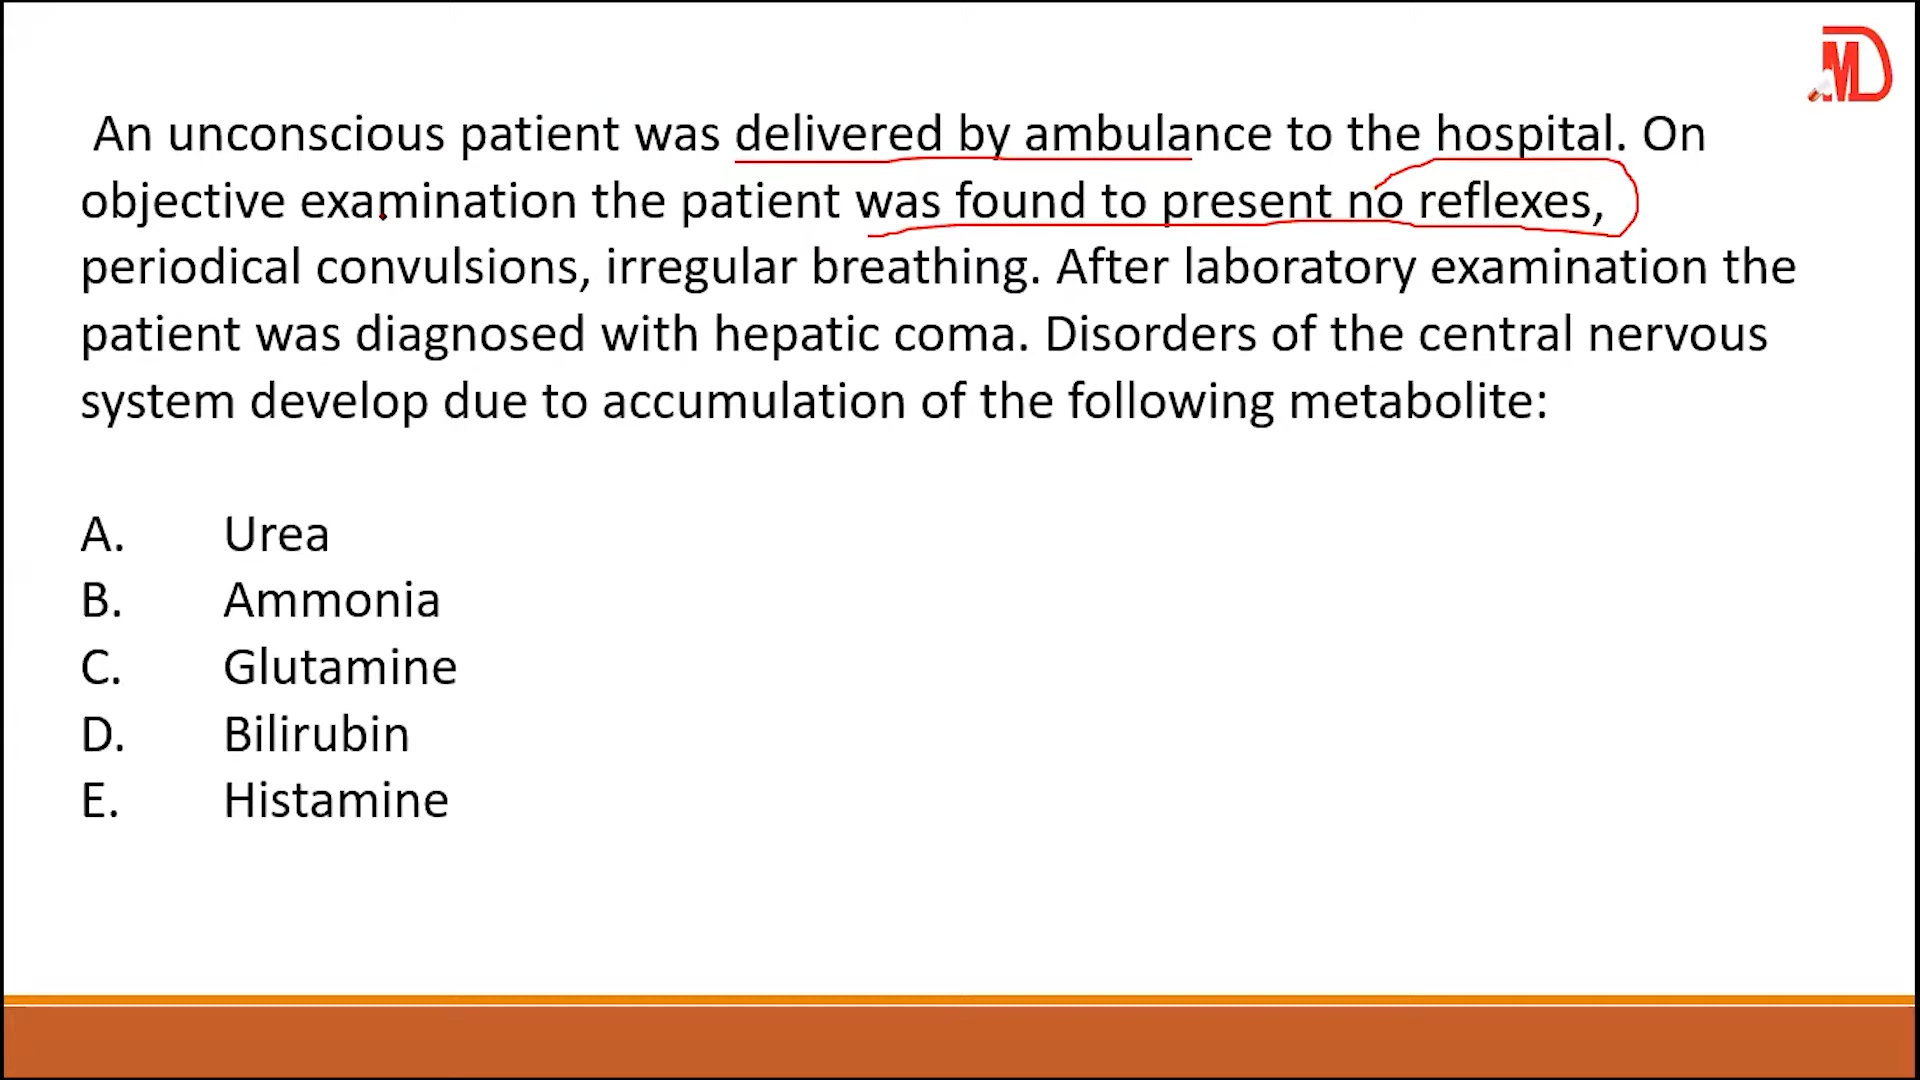 MD
An unconscious patient was delivered by ambulance to the hospital. On
objective examination the patient was found to present no reflexes,
periodical convulsions, irregular breathing. After laboratory examination the
patient was diagnosed with hepatic coma. Disorders of the central nervous
system develop due to accumulation of the following metabolite:
A. Urea
B. Ammonia
C. Glutamine
D. Bilirubin
E. Histamine